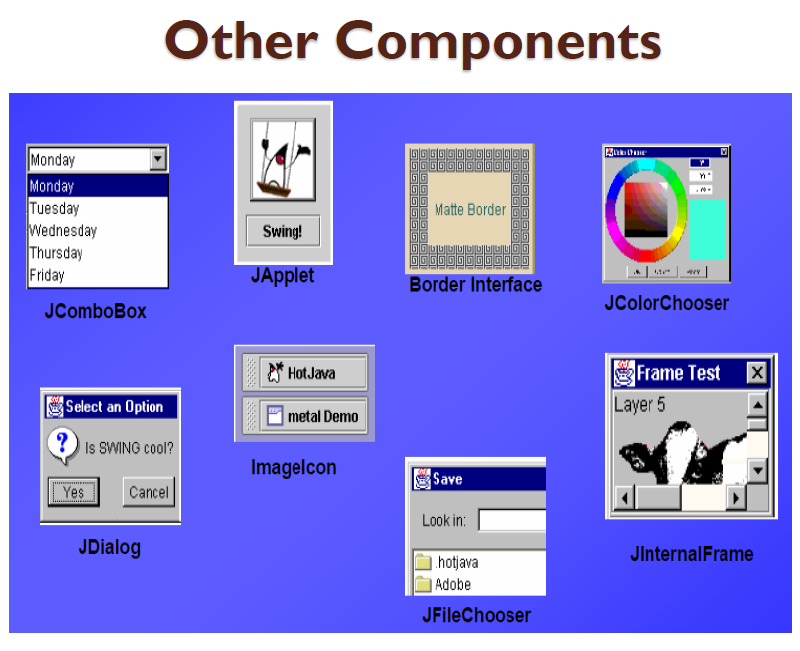 Other Components
Monday
Monday
Tuesday
Wednesday
Thursday
Friday
JComboBox
Swing!
JApplet
Matte Border
Border Interface
Color Chooser
JColorChooser
Select an Option
Is SWING cool?
Yes
Cancel
JDialog
HotJava
metal Demo
ImageIcon
Save
Look in:
.hotjava
Adobe
JFileChooser
Frame Test
Layer 5
JInternalFrame